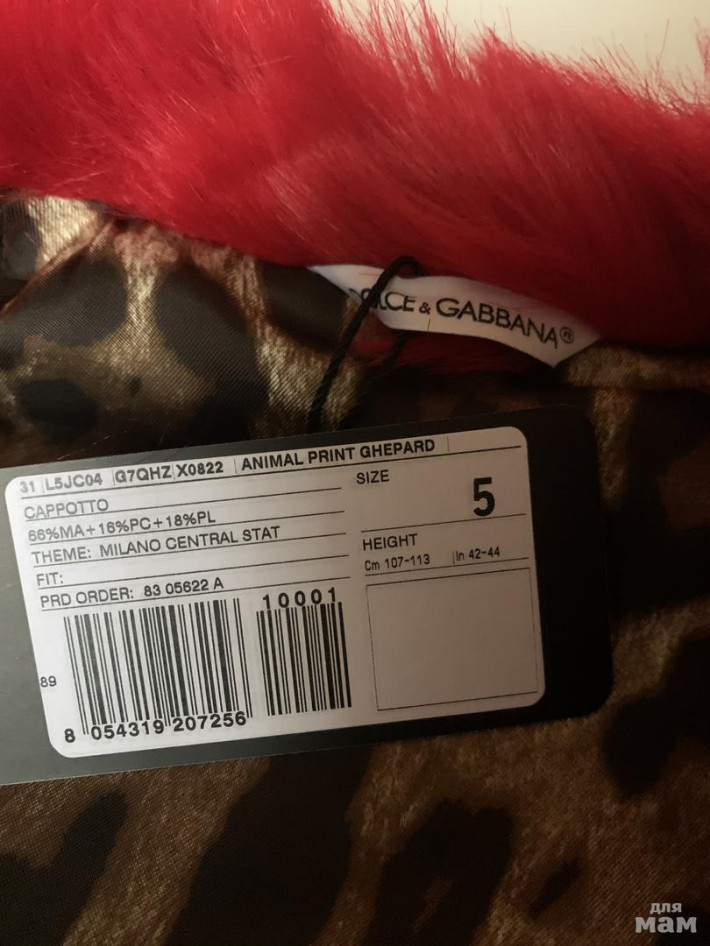 DOLCE & GABBANA®
31 L5JC04 G7QHZ X0822 ANIMAL PRINT GHEPARD
CAPPOTTO
66%MA+16%PC+18%PL
THEME: MILANO CENTRAL STAT
FIT:
PRD ORDER: 83 05622 A
SIZE
5
HEIGHT
Cm 107-113 In 42-44
10001
89
8 054319 207256
для
мам